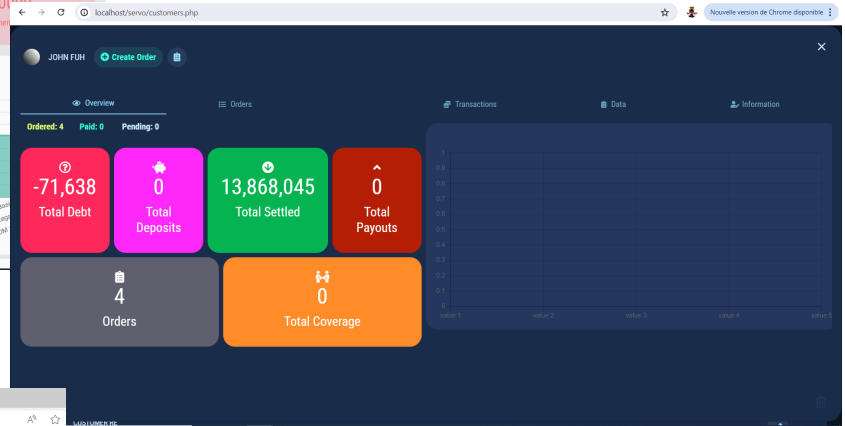 localhost/servo/customers.php
Nouvelle version de Chrome disponible
JOHN FUH
Create Order
Overview
Orders
Transactions
Data
Information
Ordered: 4 Paid: 0 Pending: 0
-71,638
Total Debt
0
Total
Deposits
13,868,045
Total Settled
0
Total
Payouts
4
Orders
0
Total Coverage
1
0.9
0.8
0.7
0.6
0.5
0.4
0.3
0.2
0.1
0
value 1 value 2 value 3 value 4 value 5
CUSTOMER RE